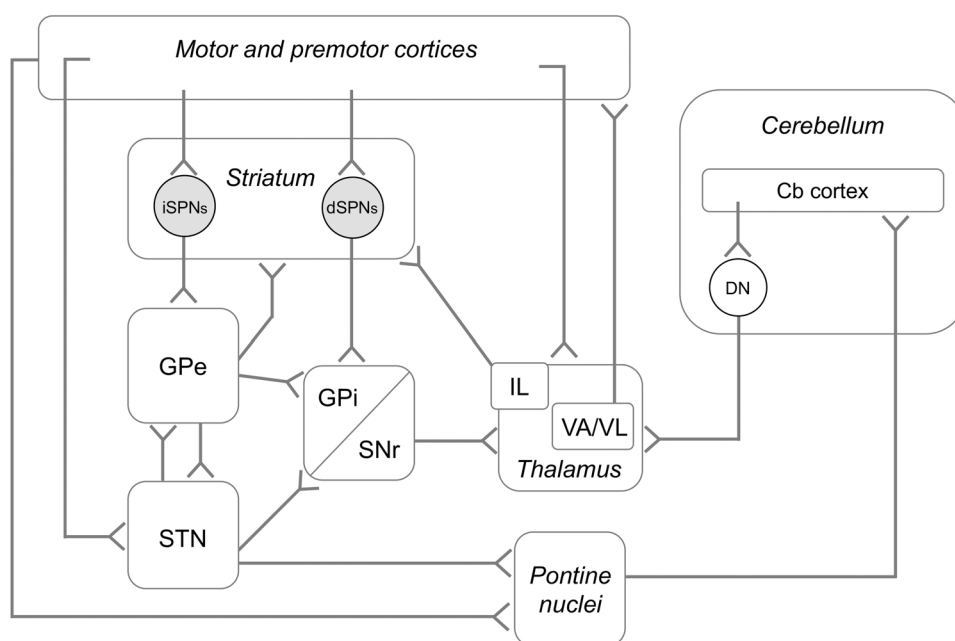 Motor and premotor cortices
Cerebellum
Striatum
Cb cortex
iSPNs
dSPNs
DN
GPe
GPi
SNr
IL
VA/VL
Thalamus
STN
Pontine
nuclei